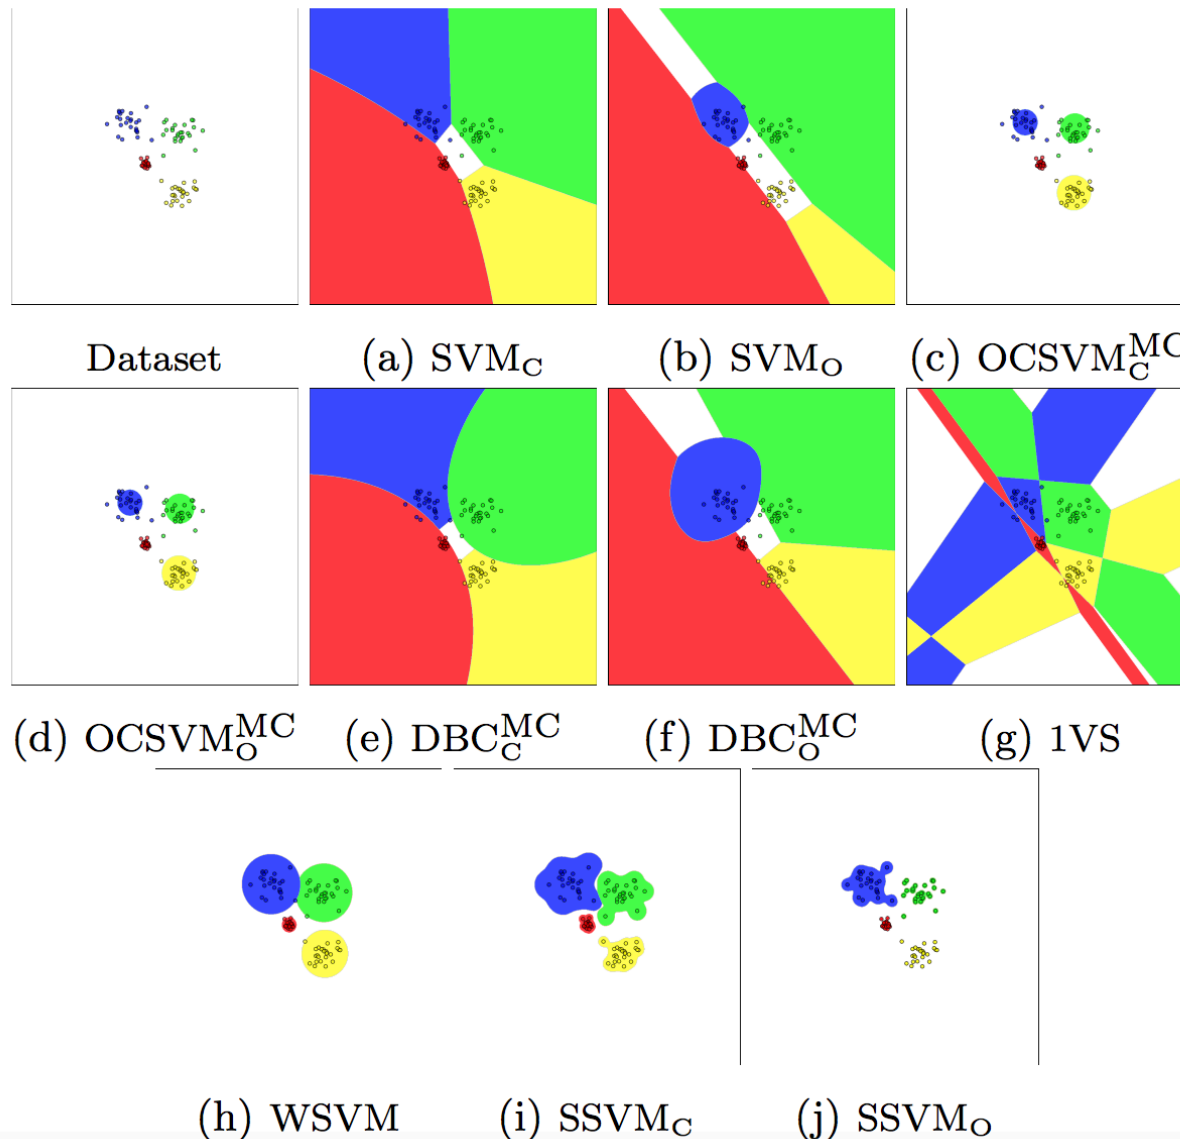 Dataset
(a) SVM_C
(b) SVM_O
(c) OCSVM_C^MC
(d) OCSVM_O^MC
(e) DBC_C^MC
(f) DBC_O^MC
(g) 1VS
(h) WSVM
(i) SSVM_C
(j) SSVM_O